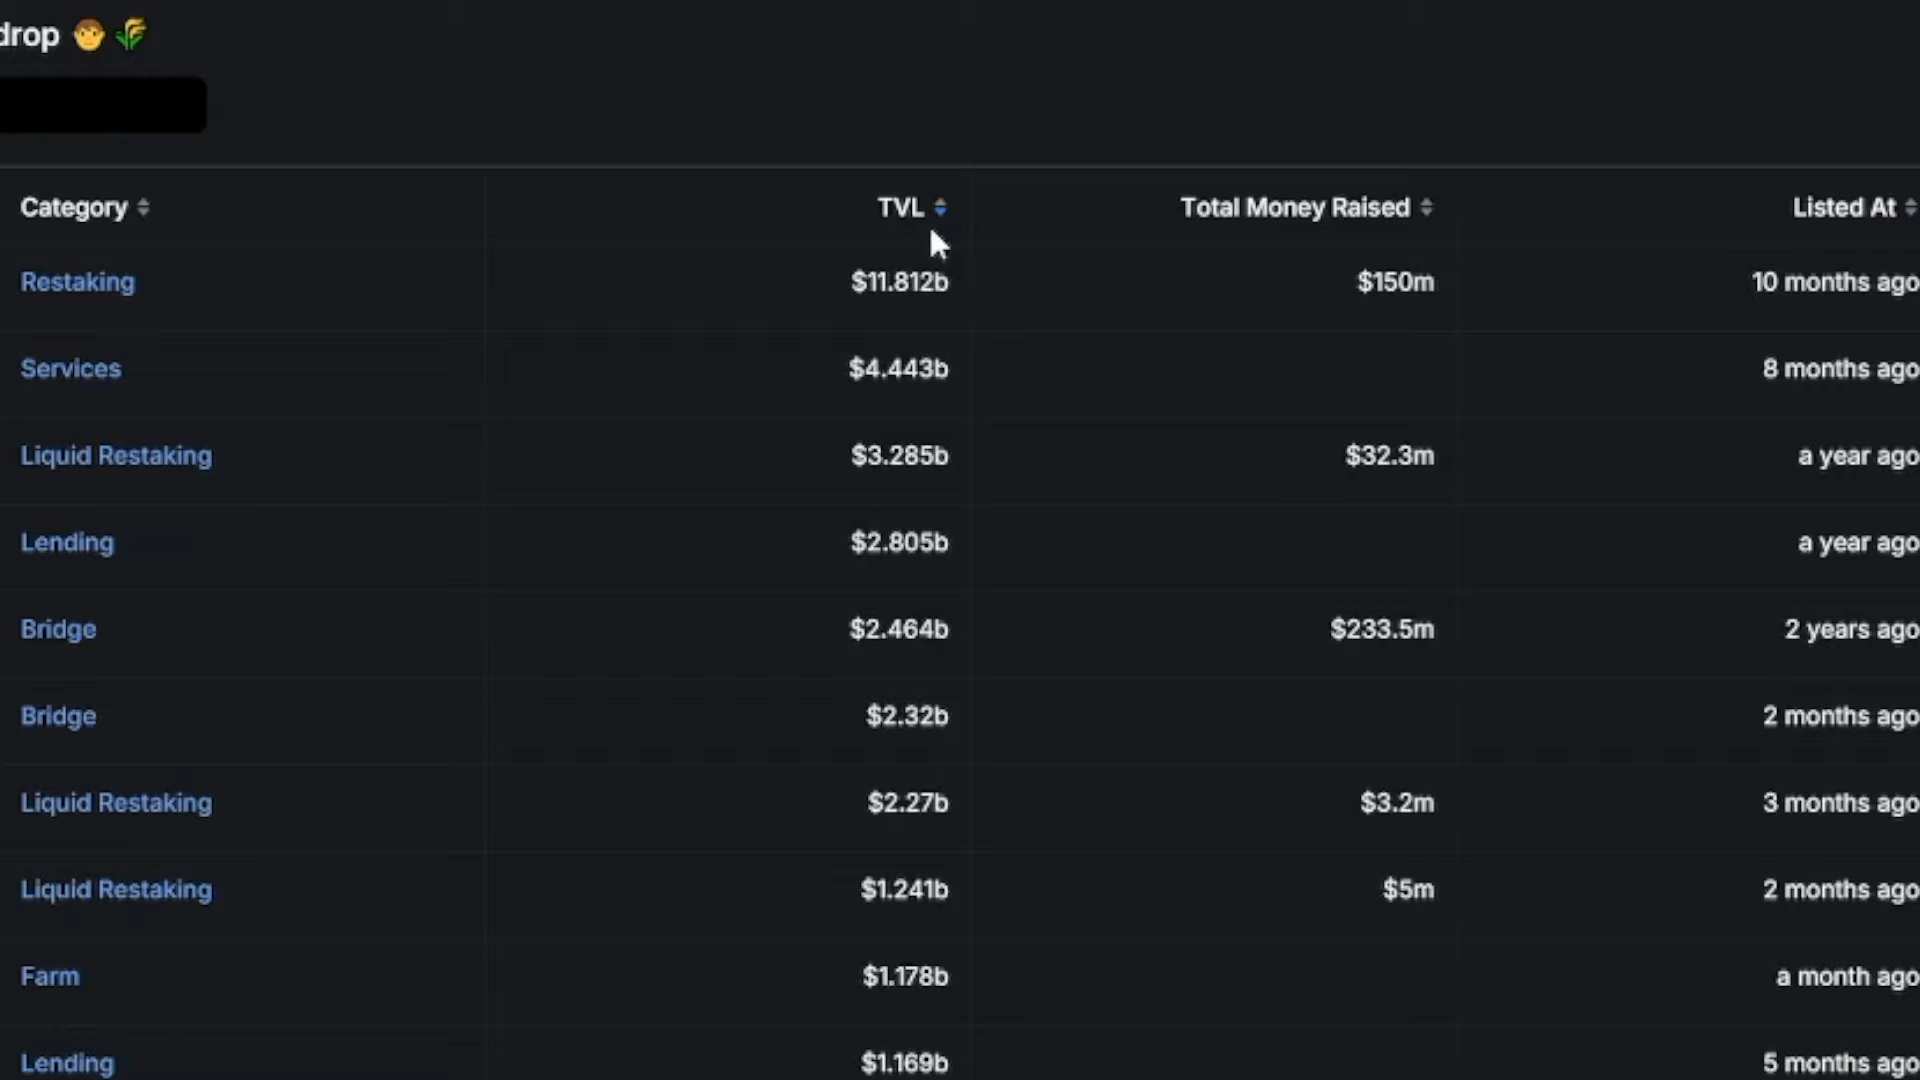 drop 👨‍🌾
Category TVL Total Money Raised Listed At
Restaking $11.812b $150m 10 months ago
Services $4.443b 8 months ago
Liquid Restaking $3.285b $32.3m a year ago
Lending $2.805b a year ago
Bridge $2.464b $233.5m 2 years ago
Bridge $2.32b 2 months ago
Liquid Restaking $2.27b $3.2m 3 months ago
Liquid Restaking $1.241b $5m 2 months ago
Farm $1.178b a month ago
Lending $1.169b 5 months ago